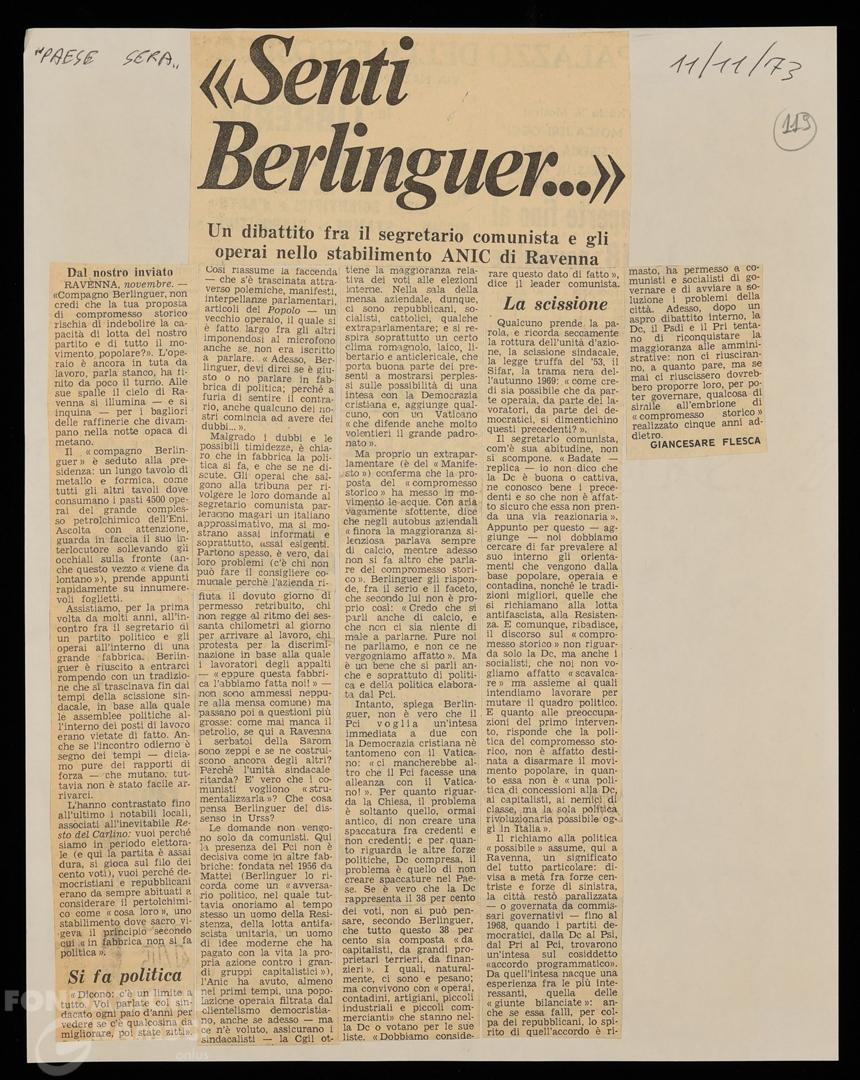 "PAESE SERA"
11/11/73
119
«Senti
Berlinguer...»
Un dibattito fra il segretario comunista e gli
operai nello stabilimento ANIC di Ravenna
Dal nostro inviato
RAVENNA, novembre. —
«Compagno Berlinguer, non
credi che la tua proposta
di compromesso storico
rischia di indebolire la ca-
pacità di lotta del nostro
partito e di tutto il mo-
vimento popolare?». L'ope-
raio è ancora in tuta da
lavoro, parla stanco, ha fi-
nito da poco il turno. Alle
sue spalle il cielo di Ra-
venna si illumina — e si
inquina — per i bagliori
delle raffinerie che divam-
pano nella notte opaca di
metano.
Il «compagno Berlin-
guer» è seduto alla pre-
sidenza: un lungo tavolo di
metallo e formica, come
tutti gli altri tavoli dove
consumano i pasti 4500 ope-
rai del grande comples-
so petrolchimico dell'Eni.
Ascolta con attenzione,
guarda in faccia il suo in-
terlocutore sollevando gli
occhiali sulla fronte (an-
che questo vezzo «viene da
lontano»), prende appunti
rapidamente su innumere-
voli foglietti.
Assistiamo, per la prima
volta da molti anni, all'in-
contro fra il segretario di
un partito politico e gli
operai all'interno di una
grande fabbrica. Berlin-
guer è riuscito a entrarci
rompendo con una tradizio-
ne che si trascinava fin dai
tempi della scissione sin-
dacale, in base alla quale
le assemblee politiche al-
l'interno dei posti di lavoro
erano vietate di fatto. An-
che se l'incontro odierno è
segno dei tempi — dicia-
mo pure dei rapporti di
forza — che mutano, tut-
tavia non è stato facile ar-
rivarci.
L'hanno contrastato fino
all'ultimo i notabili locali,
associati all'inevitabile Re-
sto del Carlino: vuoi perché
siamo in periodo elettora-
le (e qui la partita è assai
dura, si gioca sul filo dei
cento voti), vuoi perché de-
mocristiani e repubblicani
erano da sempre abituati a
considerare il pertolchimi-
co come «cosa loro», uno
stabilimento dove sacro vi-
geva il principio secondo
cui «in fabbrica non si fa
politica».
Si fa politica
«Dicono: c'è un limite a
tutto. Voi parlate col sin-
dacato ogni paio d'anni per
vedere se c'è qualcosina da
migliorare, poi state zitti».
Così riassume la faccenda
— che s'è trascinata attra-
verso polemiche, manifesti,
interpellanze parlamentari,
articoli del Popolo — un
vecchio operaio, il quale si
è fatto largo fra gli altri
imponendosi al microfono
anche se non era iscritto
a parlare. «Adesso, Ber-
linguer, devi dirci se è giu-
sto o no parlare in fabbri-
ca di politica; perché a
furia di sentire il contra-
rio, anche qualcuno dei no-
stri comincia ad avere dei
dubbi...».
Malgrado i dubbi e le
possibili timidezze, è chia-
ro che in fabbrica la poli-
tica si fa, e che se ne di-
scute. Gli operai che sal-
gono alla tribuna per ri-
volgere le loro domande al
segretario comunista par-
leranno magari un italiano
approssimativo, ma si mo-
strano assai informati e
soprattutto, assai esigenti.
Partono spesso, è vero, dai
loro problemi (c'è chi non
può fare il consigliere co-
munale perchè l'azienda ri-
fiuta il dovuto giorno di
permesso retribuito, chi
non regge al ritmo dei ses-
santa chilometri al giorno
per arrivare al lavoro, chi
protesta per la discrimi-
nazione in base alla quale
i lavoratori degli appalti
— «eppure questa fabbri-
ca l'abbiamo fatta noi!» —
non sono ammessi neppu-
re alla mensa comune) ma
passano poi a questioni più
grosse: come mai manca il
petrolio, se qui a Ravenna
i serbatoi della Sarom
sono zeppi e se ne costrui-
scono ancora degli altri?
Perchè l'unità sindacale
ritarda? E' vero che i co-
munisti vogliono «stru-
mentalizzarla»? Che cosa
pensa Berlinguer del dis-
senso in Urss?
Le domande non vengo-
no solo da comunisti. Qui
la presenza del Pci non è
decisiva come in altre fab-
briche: fondata nel 1956 da
Mattei (Berlinguer lo ri-
corda come un «avversa-
rio politico, nel quale tut-
tavia onoriamo al tempo
stesso un uomo della Resi-
stenza, della lotta antifa-
scista unitaria, un uomo
di idee moderne che ha
pagato con la vita la pro-
pria azione contro i gran-
di gruppi capitalistici»),
l'Anic ha avuto, almeno
nei primi tempi, una popo-
lazione operaia filtrata dal
clientelismo democristia-
no, anche se adesso — ma
ce n'è voluto, assicurano i
sindacalisti — la Cgil ot-
tiene la maggioranza rela-
tiva dei voti alle elezioni
interne. Nella sala della
mensa aziendale, dunque,
ci sono repubblicani, so-
cialisti, cattolici, qualche
extraparlamentare; e si re-
spira soprattutto un certo
clima romagnolo, laico, li-
bertario e anticlericale, che
porta buona parte dei pre-
senti a mostrarsi perples-
si sulle possibilità di una
intesa con la Democrazia
cristiana e, aggiunge qual-
cuno, con un Vaticano
«che difende anche molto
volentieri il grande padro-
nato».
Ma proprio un extrapar-
lamentare (è del «Manife-
sto») conferma che la pro-
posta del «compromesso
storico» ha messo in mo-
vimento le acque. Con aria
vagamente sfottente, dice
che negli autobus aziendali
«finora la maggioranza si-
lenziosa parlava sempre
di calcio, mentre adesso
non si fa altro che parla-
re del compromesso stori-
co». Berlinguer gli rispon-
de, fra il serio e il faceto,
che secondo lui non è pro-
prio così: «Credo che si
parli anche di calcio, e
che non ci sia niente di
male a parlarne. Pure noi
ne parliamo, e non ce ne
vergogniamo affatto». Ma
è un bene che si parli an-
che e soprattutto di politi-
ca e della politica elabora-
ta dal Pci.
Intanto, spiega Berlin-
guer, non è vero che il
Pci voglia un'intesa
immediata a due con
la Democrazia cristiana nè
tantomeno con il Vatica-
no: «ci mancherebbe al-
tro che il Pci facesse una
alleanza con il Vatica-
no!». Per quanto riguar-
da la Chiesa, il problema
è soltanto quello, ormai
antico, di non creare una
spaccatura fra credenti e
non credenti; e per quan-
to riguarda le altre forze
politiche, Dc compresa, il
problema è quello di non
creare spaccature nel Pae-
se. Se è vero che la Dc
rappresenta il 38 per cento
dei voti, non si può pen-
sare, secondo Berlinguer,
che tutto questo 38 per
cento sia composta «da
capitalisti, da grandi pro-
prietari terrieri, da finan-
zieri». I quali, natural-
mente, ci sono e pesano;
ma convivono con «operai,
contadini, artigiani, piccoli
industriali e piccoli com-
mercianti» che stanno nel-
la Dc o votano per le sue
liste. «Dobbiamo conside-
rare questo dato di fatto»,
dice il leader comunista.
La scissione
Qualcuno prende la pa-
rola, e ricorda seccamente
la rottura dell'unità d'azio-
ne, la scissione sindacale,
la legge truffa del '53, il
Sifar, la trama nera del-
l'autunno 1969: «come cre-
di sia possibile che da par-
te operaia, da parte dei la-
voratori, da parte dei de-
mocratici, si dimentichino
questi precedenti?».
Il segretario comunista,
com'è sua abitudine, non
si scompone. «Badate —
replica — io non dico che
la Dc è buona o cattiva,
ne conosco bene i prece-
denti e so che non è affat-
to sicuro che essa non pren-
da una via reazionaria».
Appunto per questo — ag-
giunge — noi dobbiamo
cercare di far prevalere al
suo interno gli orienta-
menti che vengono dalla
base popolare, operaia e
contadina, nonché le tradi-
zioni migliori, quelle che
si richiamano alla lotta
antifascista, alla Resisten-
za. E comunque, ribadisce,
il discorso sul «compro-
messo storico» non riguar-
da solo la Dc, ma anche i
socialisti, che noi non vo-
gliamo affatto «scavalca-
re» ma assieme ai quali
intendiamo lavorare per
mutare il quadro politico.
E quanto alle preoccupa-
zioni del primo interven-
to, risponde che la politi-
ca del compromesso sto-
rico, non è affatto desti-
nata a disarmare il movi-
mento popolare, in quan-
to essa non è «una poli-
tica di concessioni alla Dc,
ai capitalisti, ai nemici di
classe, ma la sola politica
rivoluzionaria possibile og-
gi in Italia».
Il richiamo alla politica
«possibile» assume, qui a
Ravenna, un significato
del tutto particolare: di-
visa a metà fra forze cen-
triste e forze di sinistra,
la città restò paralizzata
— o governata da commis-
sari governativi — fino al
1968, quando i partiti de-
mocratici, dalla Dc al Psi,
dal Pri al Pci, trovarono
un'intesa sul cosiddetto
«accordo programmatico».
Da quell'intesa nacque una
esperienza fra le più inte-
ressanti, quella delle
«giunte bilanciate»: an-
che se essa fallì, per col-
pa dei repubblicani, lo spi-
rito di quell'accordo è ri-
masto, ha permesso a co-
munisti e socialisti di go-
vernare e di avviare a so-
luzione i problemi della
città. Adesso, dopo un
aspro dibattito interno, la
Dc, il Psdi e il Pri tenta-
no di riconquistare la
maggioranza alle ammini-
strative: non ci riusciran-
no, a quanto pare, ma se
mai ci riuscissero dovreb-
bero proporre loro, per po-
ter governare, qualcosa di
simile all'embrione di
«compromesso storico»
realizzato cinque anni ad-
dietro.
GIANCESARE FLESCA
onlus